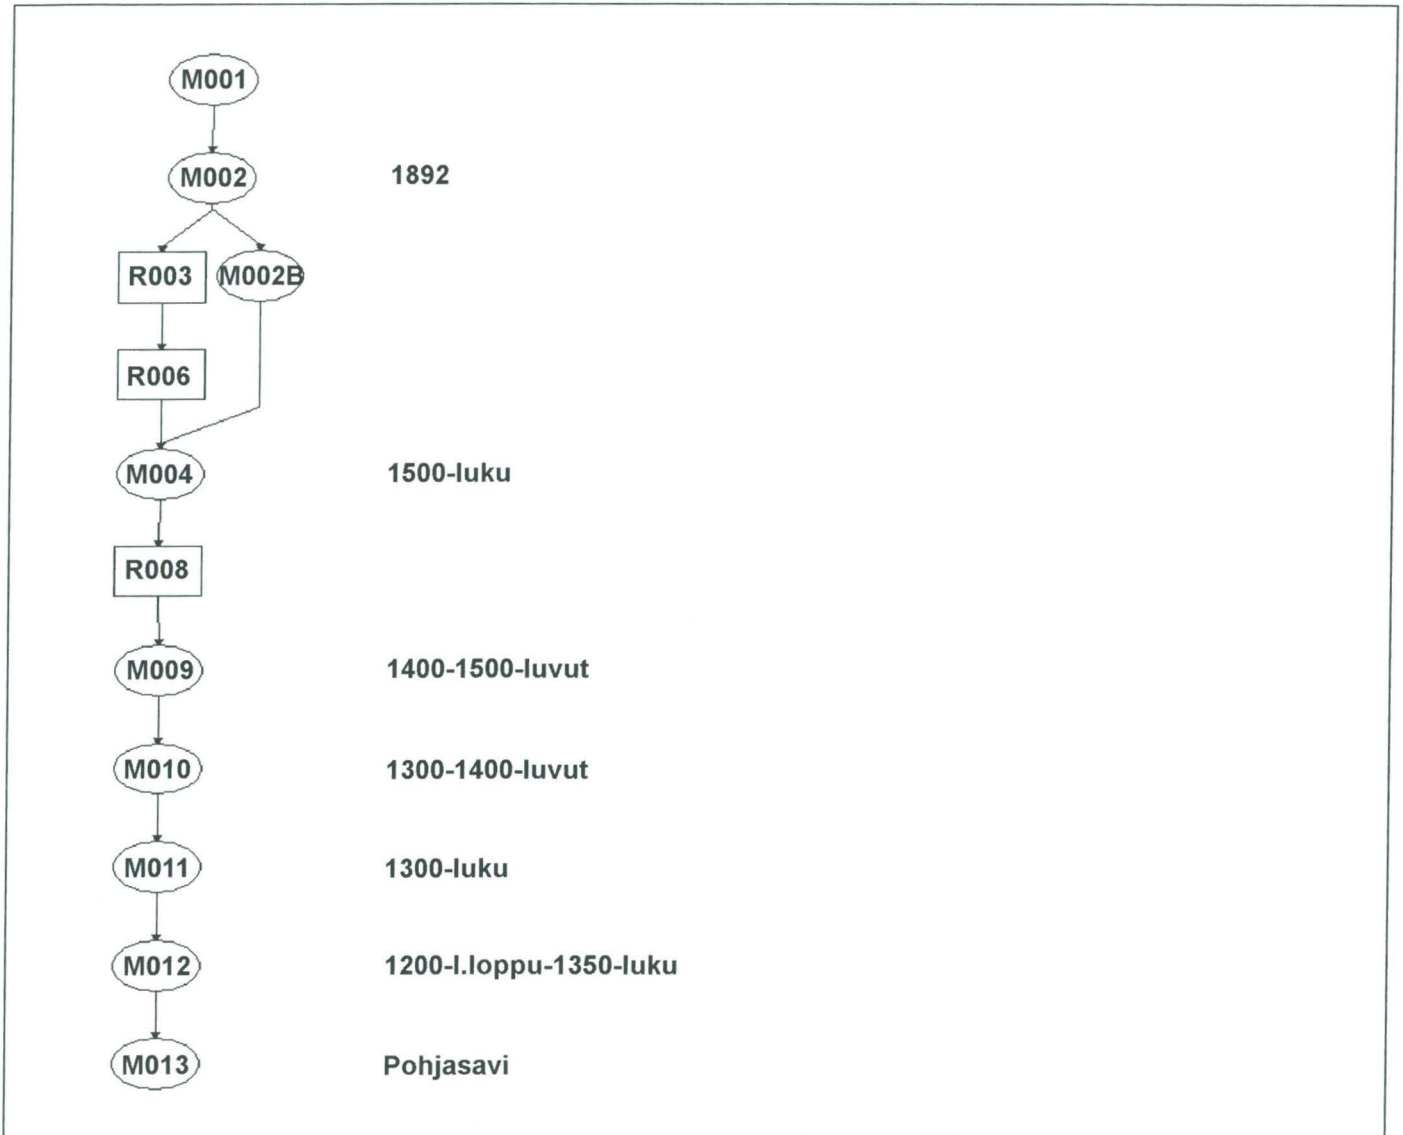 M001
M002 1892
R003 M002B
R006
M004 1500-luku
R008
M009 1400-1500-luvut
M010 1300-1400-luvut
M011 1300-luku
M012 1200-l.loppu-1350-luku
M013 Pohjasavi